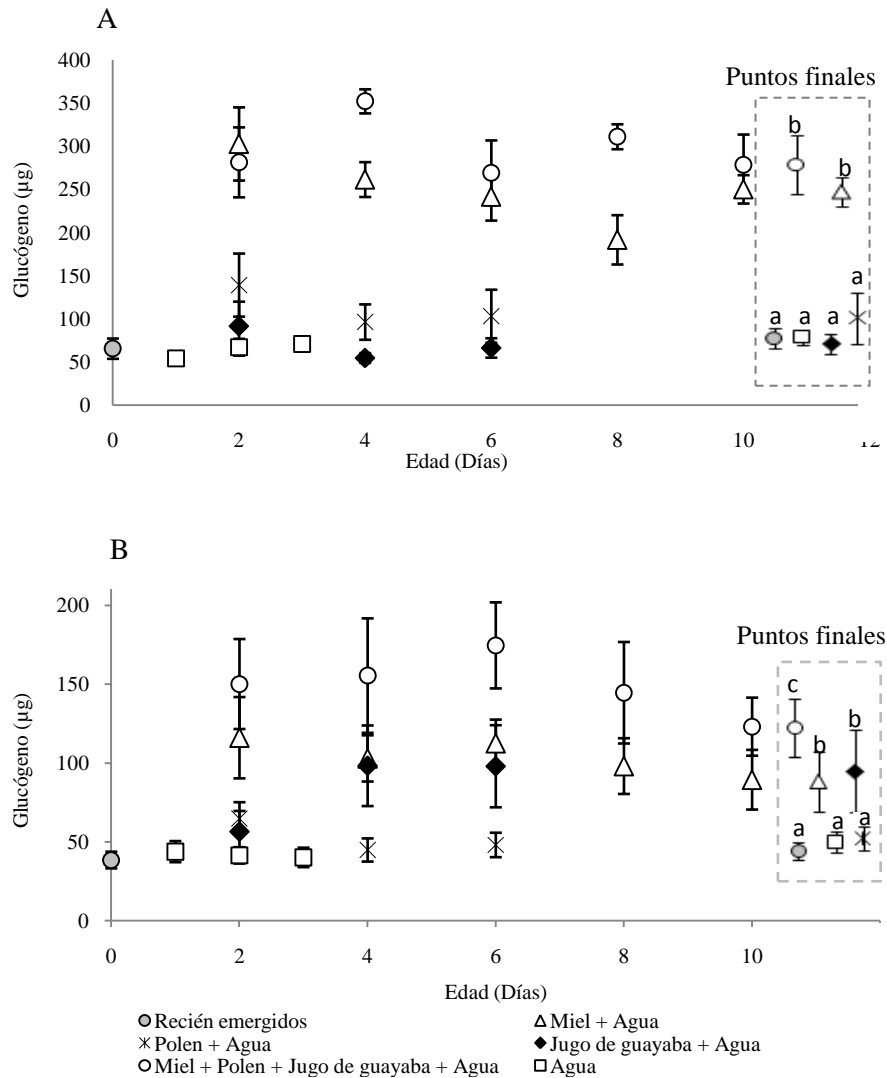 A
Puntos finales
400
350
300
250
200
150
100
50
0
Glucógeno (µg)
b
b
a
a
a
a
0 2 4 6 8 10 12
Edad (Días)
B
Puntos finales
200
150
100
50
0
Glucógeno (µg)
c
b
b
a
a
a
0 2 4 6 8 10
Edad (Días)
Recién emergidos
Miel + Agua
Polen + Agua
Jugo de guayaba + Agua
Miel + Polen + Jugo de guayaba + Agua
Agua